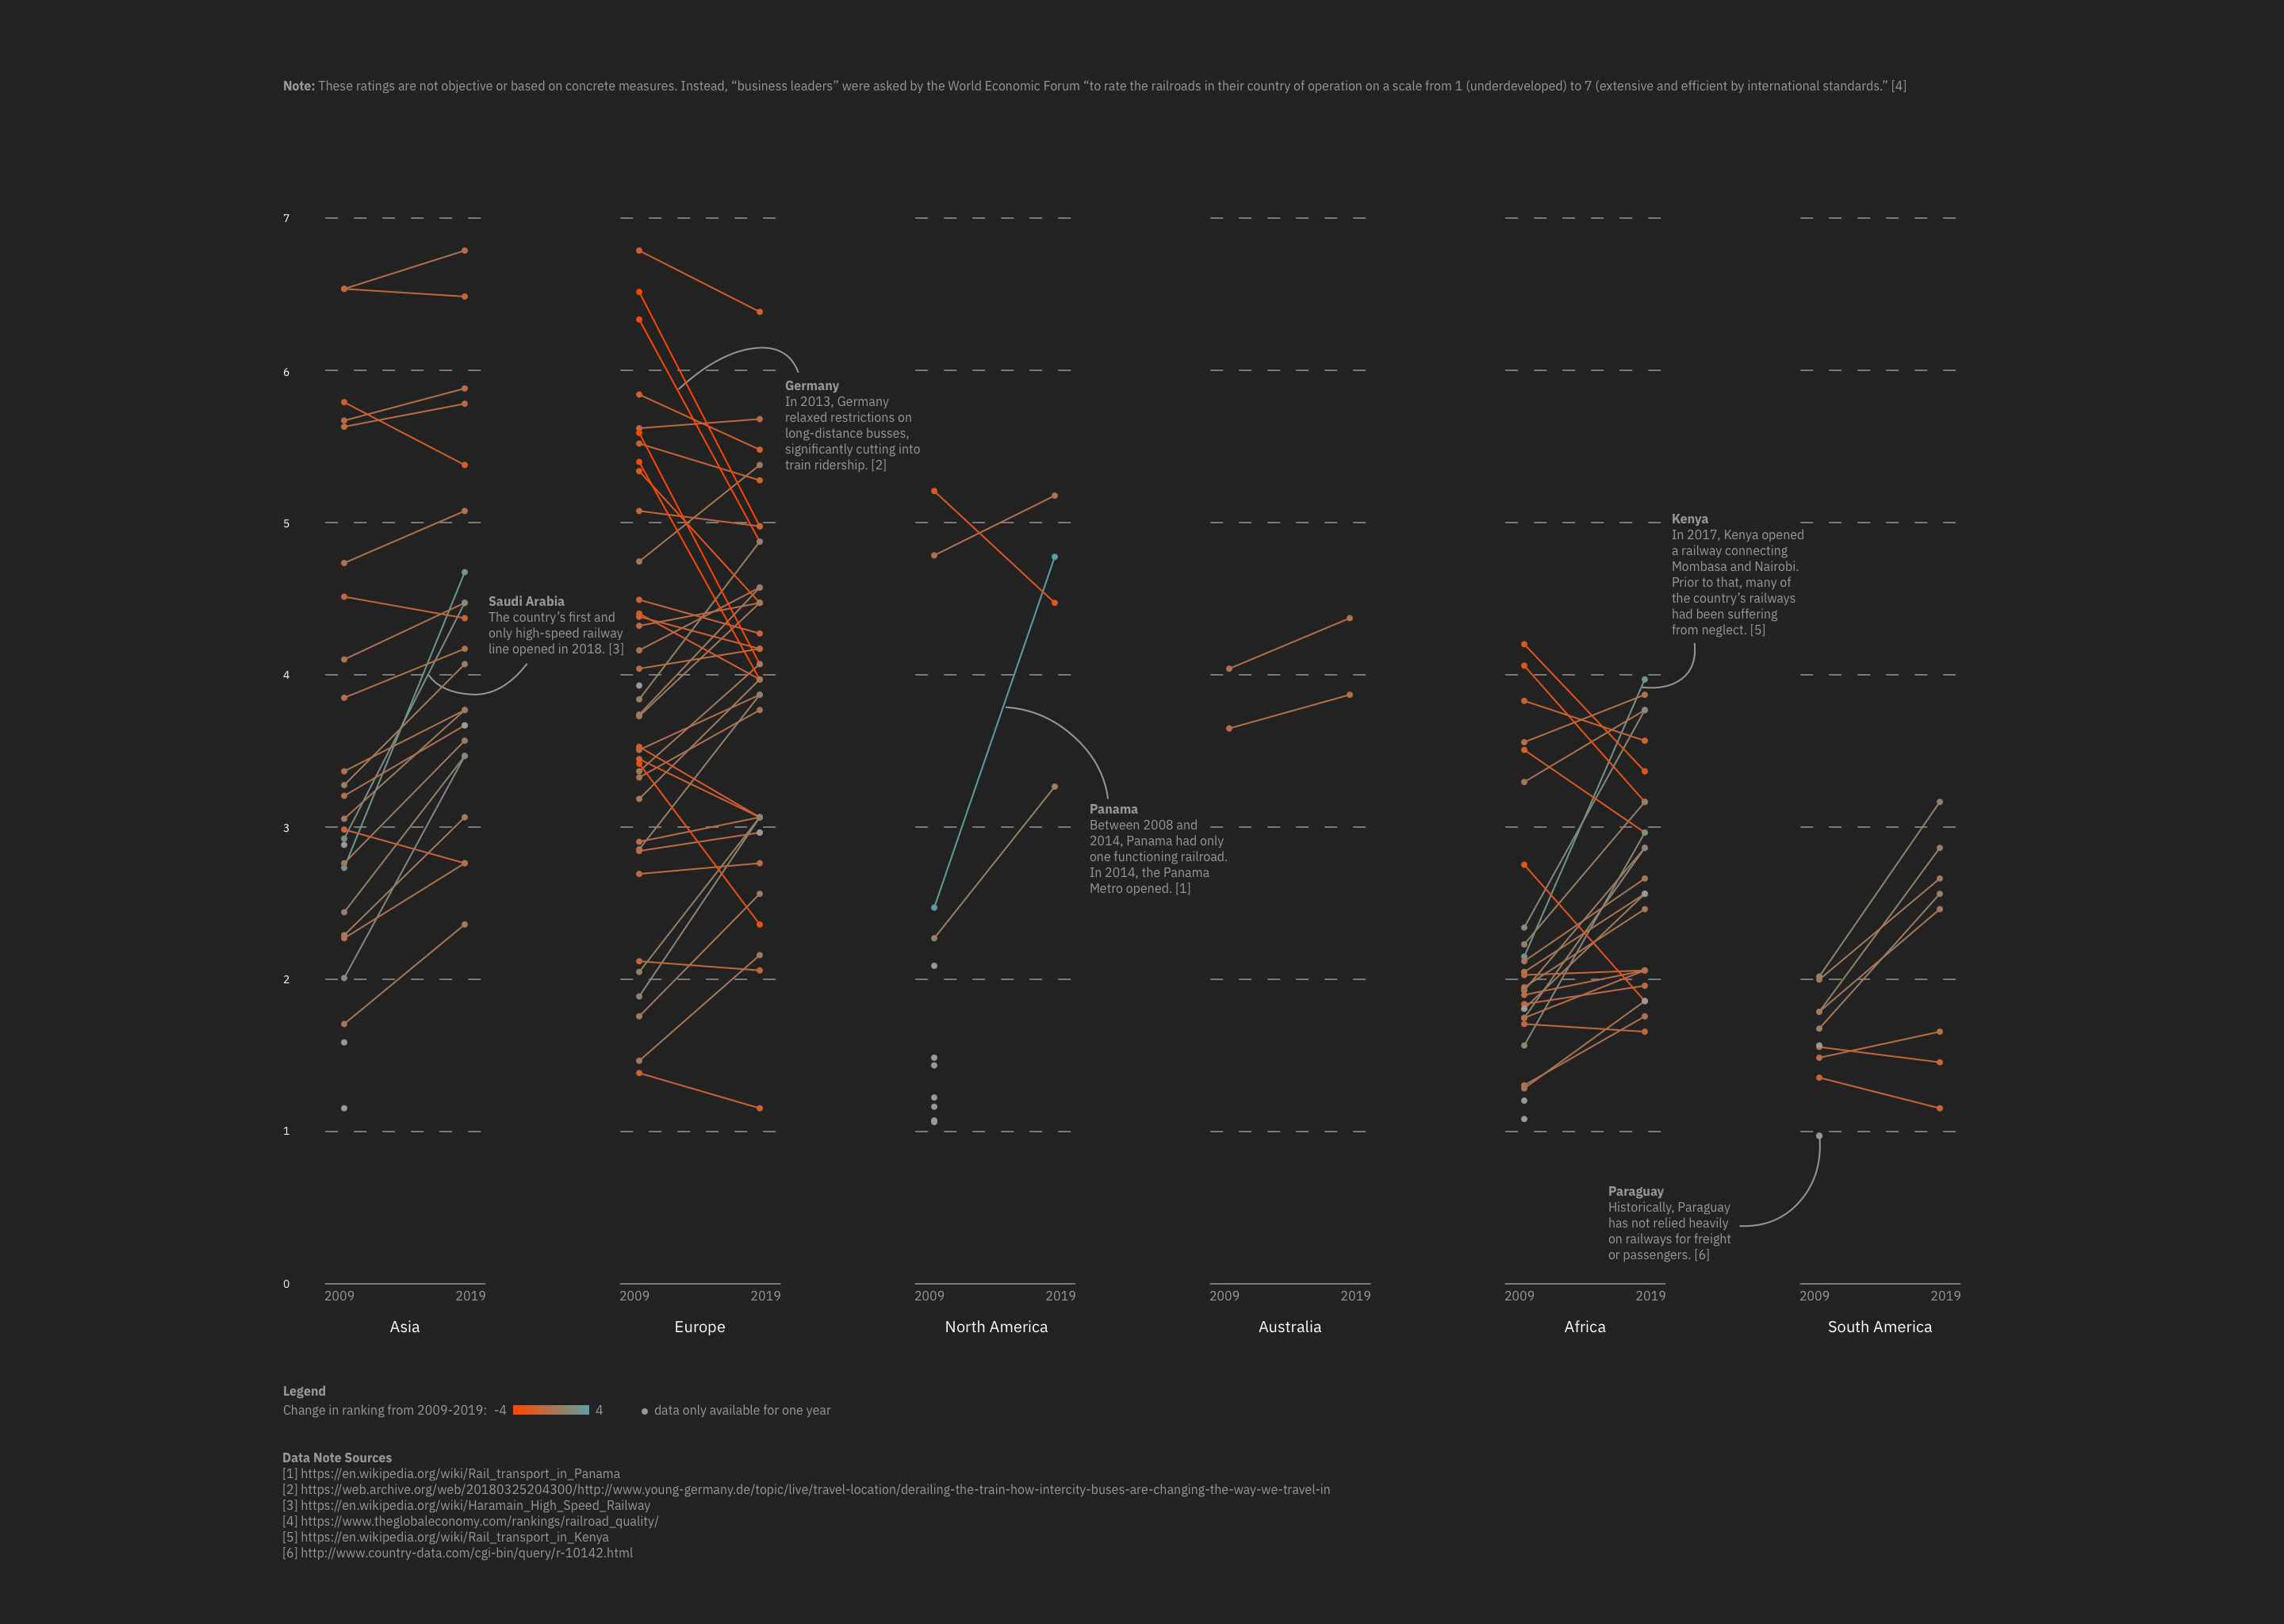 Note: These ratings are not objective or based on concrete measures. Instead, “business leaders” were asked by the World Economic Forum “to rate the railroads in their country of operation on a scale from 1 (underdeveloped) to 7 (extensive and efficient by international standards.” [4]
7
6
5
4
3
2
1
0
Saudi Arabia
The country’s first and
only high-speed railway
line opened in 2018. [3]
Germany
In 2013, Germany
relaxed restrictions on
long-distance busses,
significantly cutting into
train ridership. [2]
Panama
Between 2008 and
2014, Panama had only
one functioning railroad.
In 2014, the Panama
Metro opened. [1]
Kenya
In 2017, Kenya opened
a railway connecting
Mombasa and Nairobi.
Prior to that, many of
the country’s railways
had been suffering
from neglect. [5]
Paraguay
Historically, Paraguay
has not relied heavily
on railways for freight
or passengers. [6]
2009 2019
Asia
2009 2019
Europe
2009 2019
North America
2009 2019
Australia
2009 2019
Africa
2009 2019
South America
Legend
Change in ranking from 2009-2019: -4 4 data only available for one year
Data Note Sources
[1] https://en.wikipedia.org/wiki/Rail_transport_in_Panama
[2] https://web.archive.org/web/20180325204300/http://www.young-germany.de/topic/live/travel-location/derailing-the-train-how-intercity-buses-are-changing-the-way-we-travel-in
[3] https://en.wikipedia.org/wiki/Haramain_High_Speed_Railway
[4] https://www.theglobaleconomy.com/rankings/railroad_quality/
[5] https://en.wikipedia.org/wiki/Rail_transport_in_Kenya
[6] http://www.country-data.com/cgi-bin/query/r-10142.html